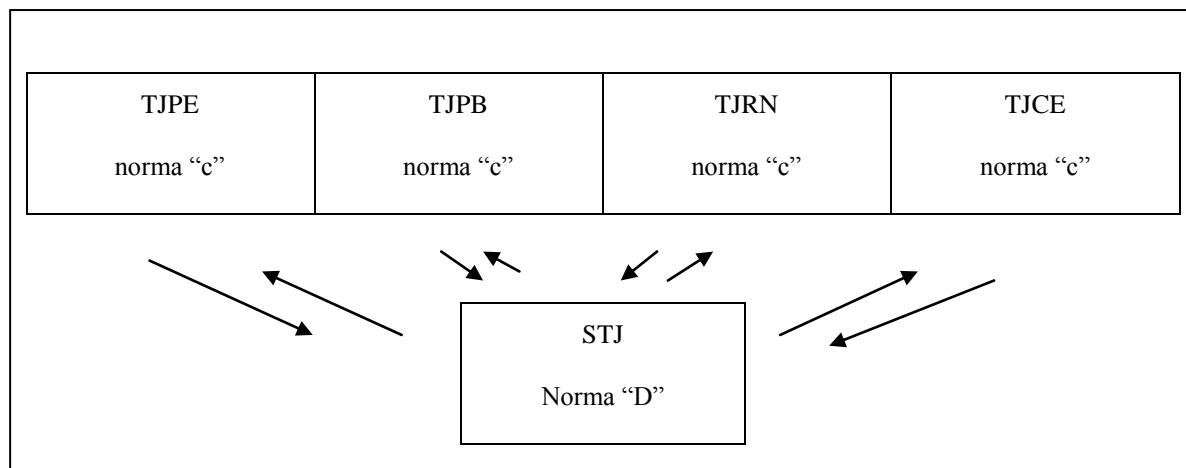 TJPE
norma “c”
TJPB
norma “c”
TJRN
norma “c”
TJCE
norma “c”
STJ
Norma “D”